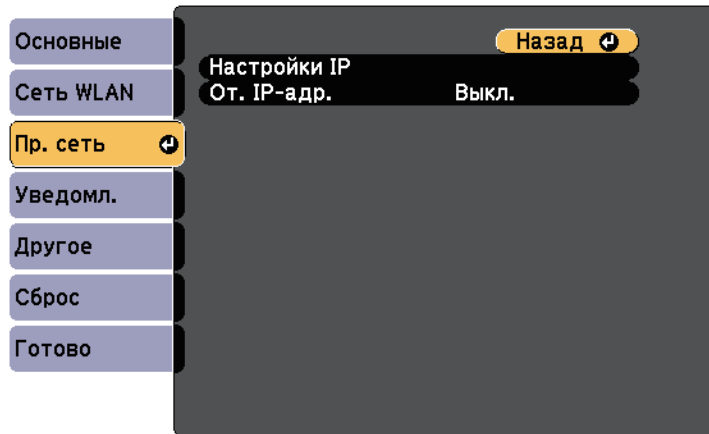 Основные
Сеть WLAN
Пр. сеть
Уведомл.
Другое
Сброс
Готово
Назад
Настройки IP
От. IP-адр. Выкл.